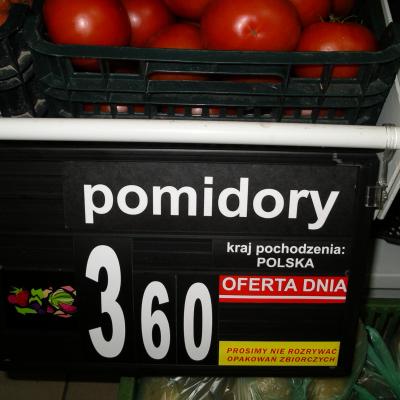 pomidory
kraj pochodzenia:
POLSKA
OFERTA DNIA
3 60
PROSIMY NIE ROZRYWAĆ
OPAKOWAŃ ZBIORCZYCH